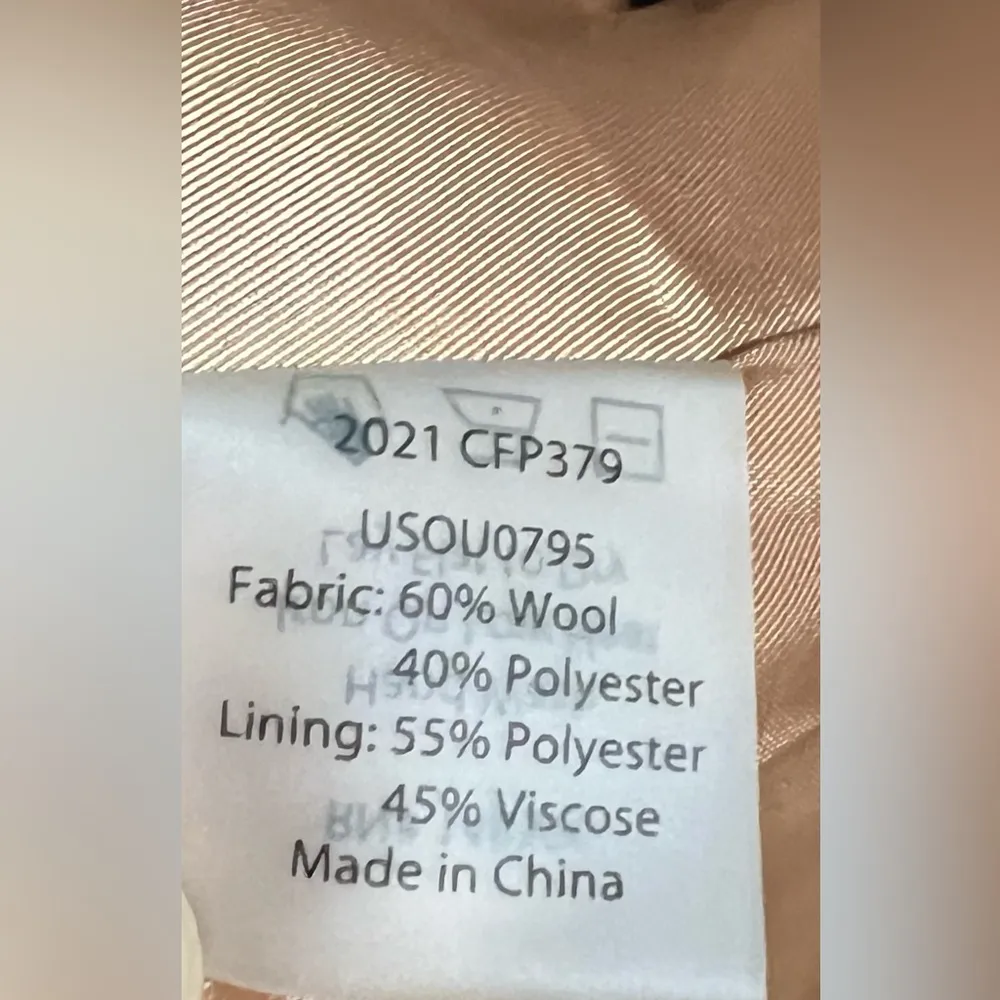 2021 CFP379
USOU0795
Fabric: 60% Wool
40% Polyester
Lining: 55% Polyester
45% Viscose
Made in China